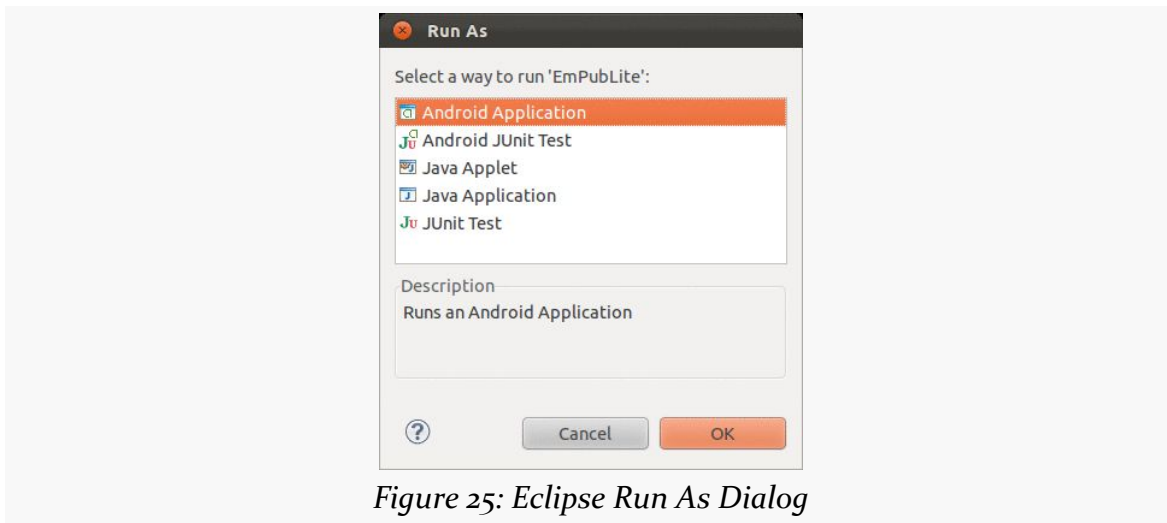 Run As
Select a way to run 'EmPubLite':
Android Application
Android JUnit Test
Java Applet
Java Application
JUnit Test
Description
Runs an Android Application
Cancel
OK
Figure 25: Eclipse Run As Dialog